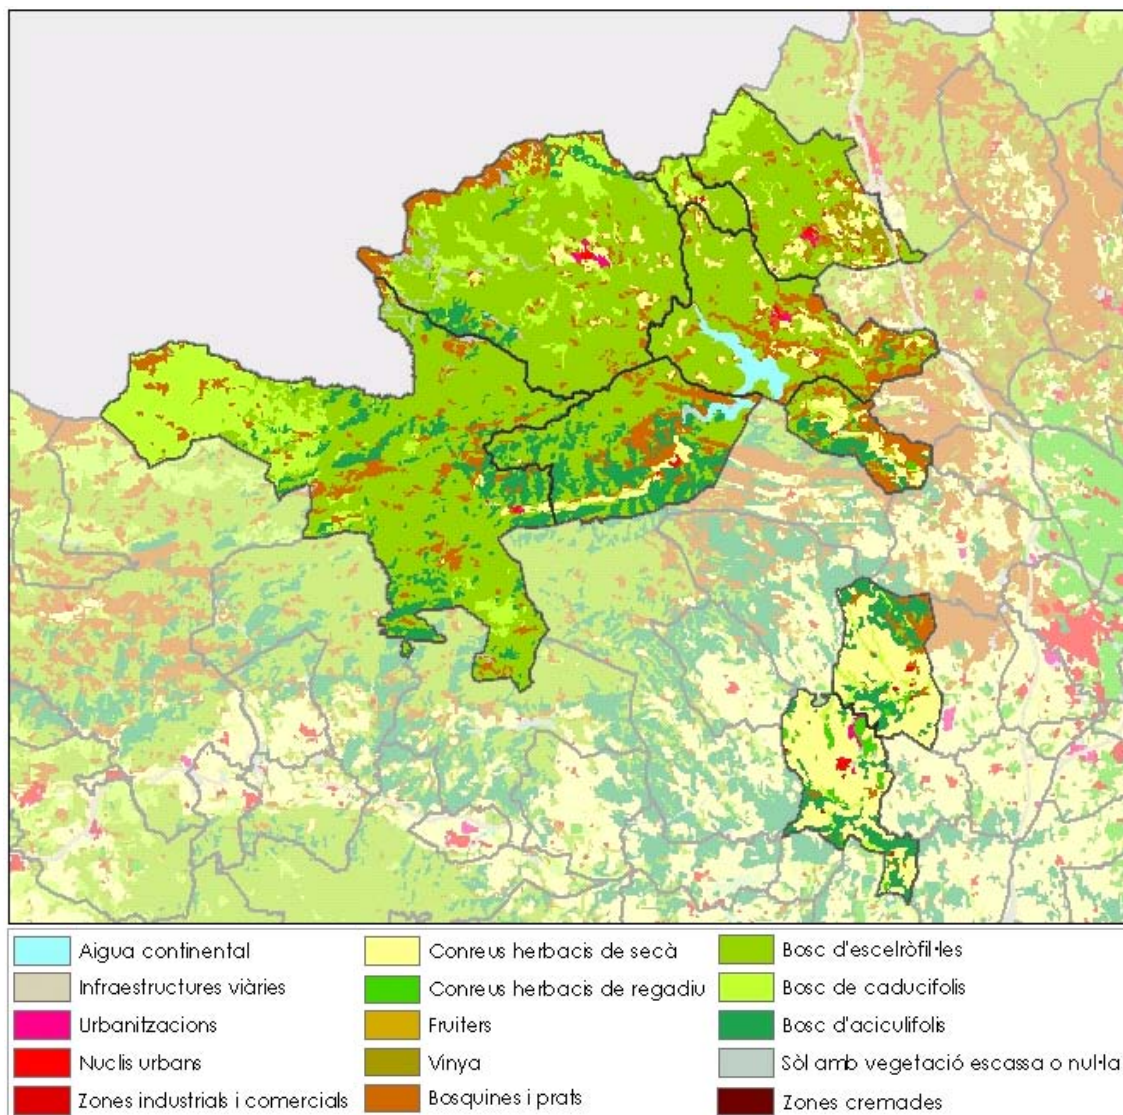 Aigua continental
Infraestructures viàries
Urbanitzacions
Nuclis urbans
Zones industrials i comercials
Conreus herbacis de secà
Conreus herbacis de regadiu
Fruiters
Vinya
Bosquines i prats
Bosc d'escelròfil·les
Bosc de caducifolis
Bosc d'aciculifolis
Sòl amb vegetació escassa o nul·la
Zones cremades